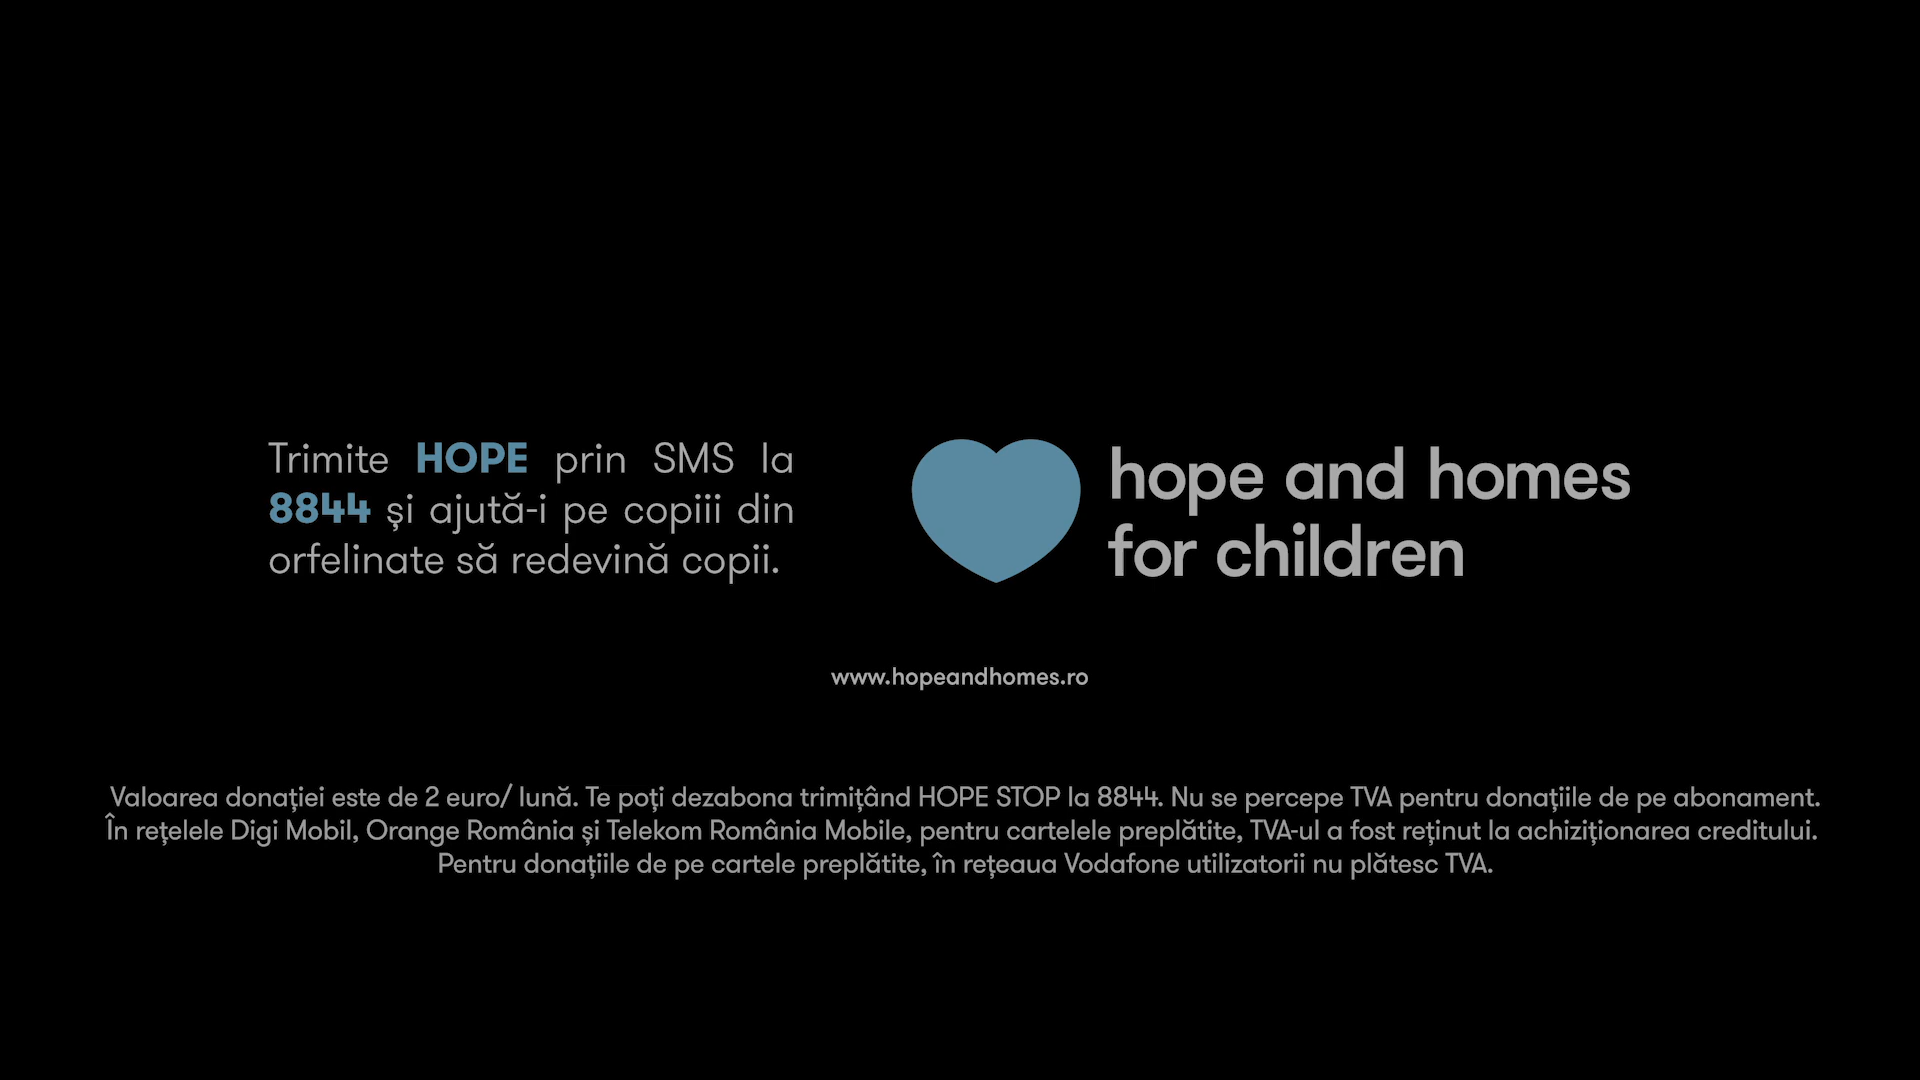 Trimite HOPE prin SMS la
8844 și ajută-i pe copiii din
orfelinate să redevină copii.
hope and homes
for children
www.hopeandhomes.ro
Valoarea donației este de 2 euro/ lună. Te poți dezabona trimițând HOPE STOP la 8844. Nu se percepe TVA pentru donațiile de pe abonament.
În rețelele Digi Mobil, Orange România și Telekom România Mobile, pentru cartelele preplătite, TVA-ul a fost reținut la achiziționarea creditului.
Pentru donațiile de pe cartele preplătite, în rețeaua Vodafone utilizatorii nu plătesc TVA.